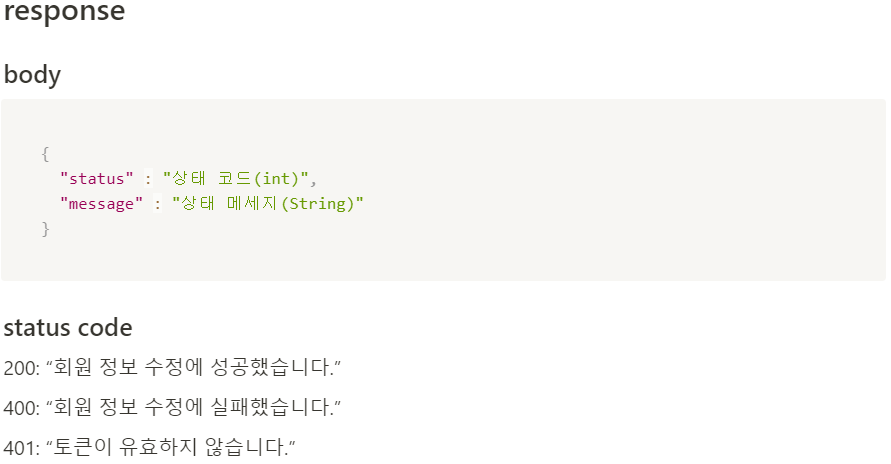 response
body
{
"status" : "상태 코드(int)",
"message" : "상태 메세지(String)"
}
status code
200: “회원 정보 수정에 성공했습니다.”
400: “회원 정보 수정에 실패했습니다.”
401: “토큰이 유효하지 않습니다.”